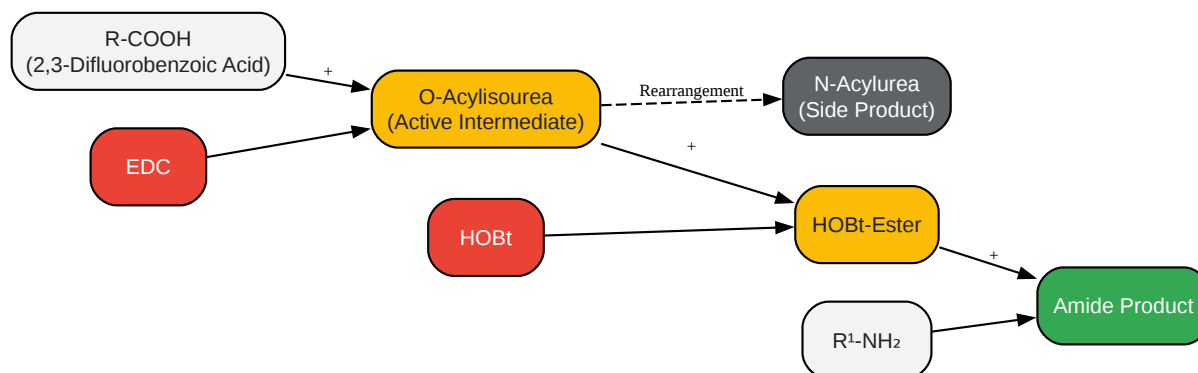 R-COOH
(2,3-Difluorobenzoic Acid)
+
EDC
O-Acylisourea
(Active Intermediate)
Rearrangement
N-Acylurea
(Side Product)
+
HOBt
HOBt-Ester
+
R¹-NH₂
Amide Product